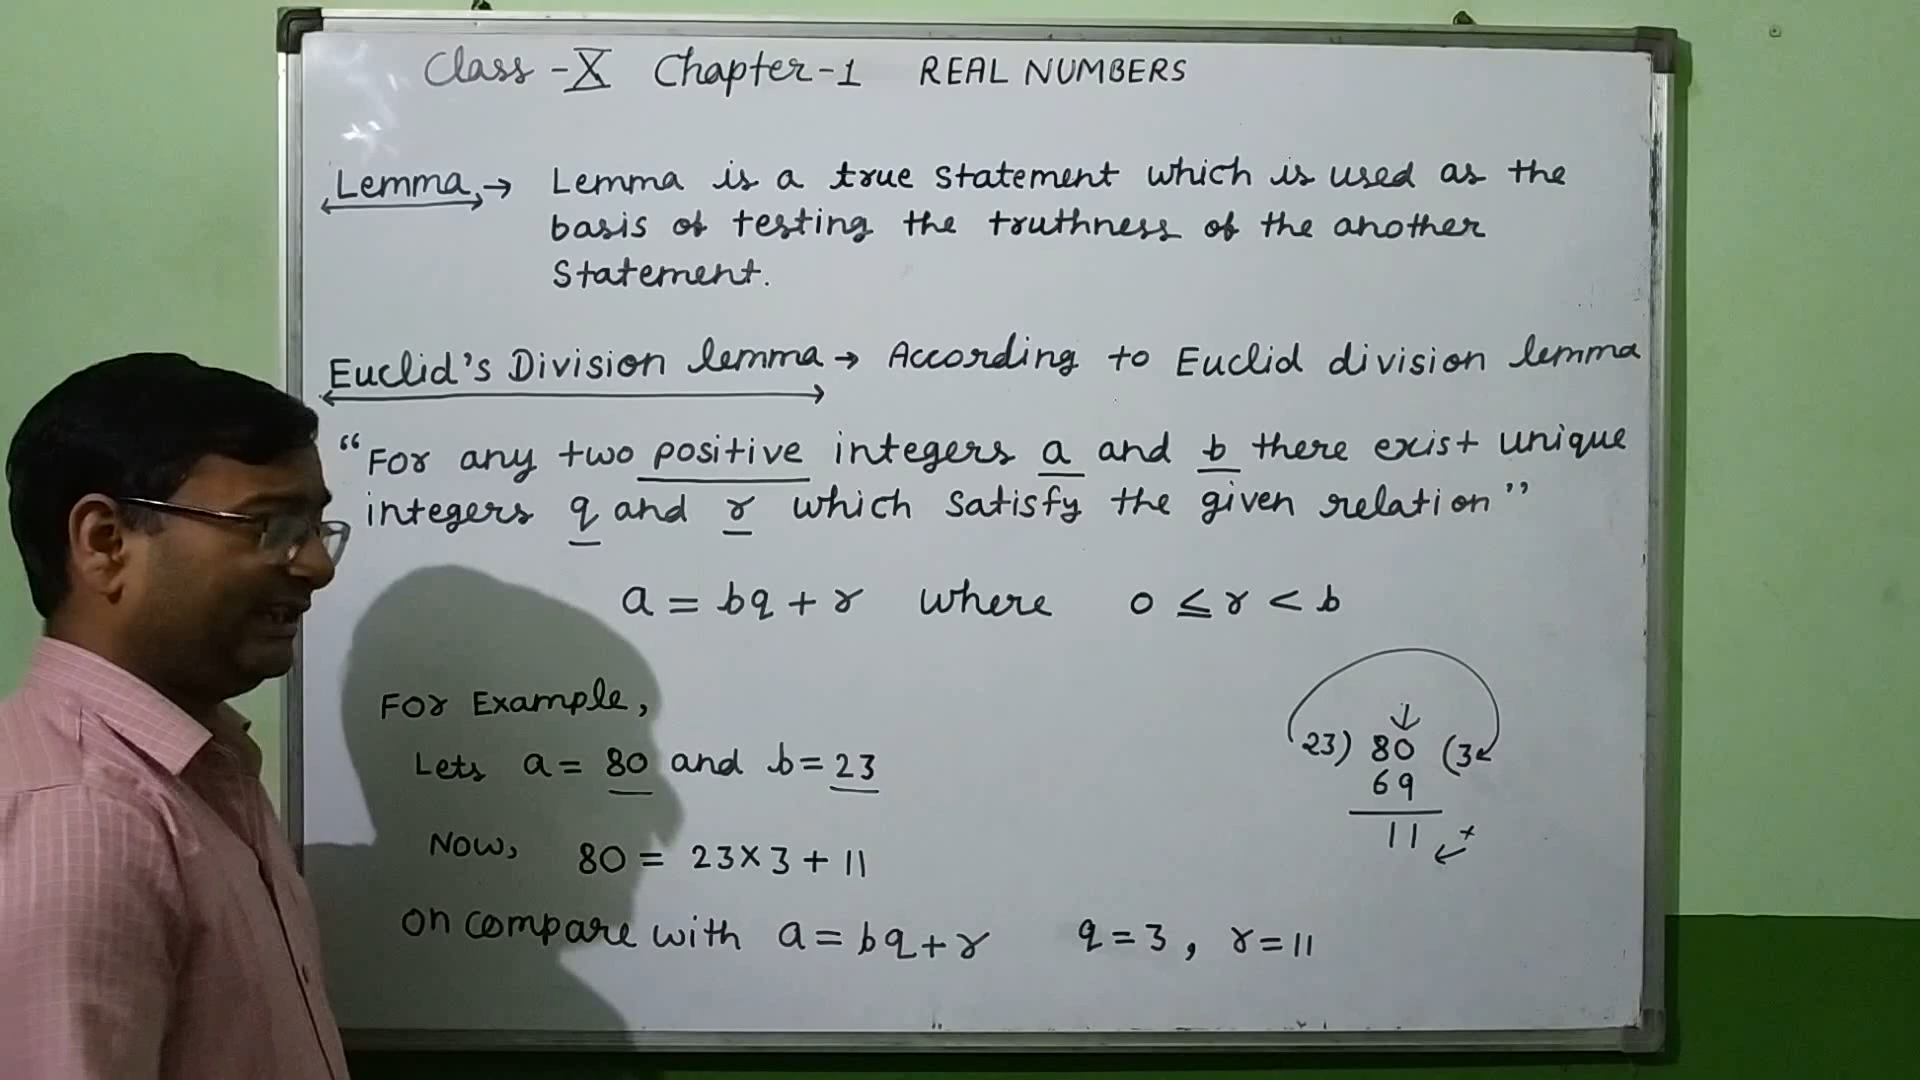 Class -X Chapter-1 REAL NUMBERS
Lemma → Lemma is a true statement which is used as the
basis of testing the truthness of the another
statement.
Euclid's Division lemma → According to Euclid division lemma
"For any two positive integers a and b there exist unique
integers q and r which satisfy the given relation"
a = bq + r where 0 ≤ r < b
For Example,
Lets a = 80 and b = 23
Now, 80 = 23×3 + 11
On compare with a = bq + r q = 3, r = 11
23) 80 (3
69
11 +